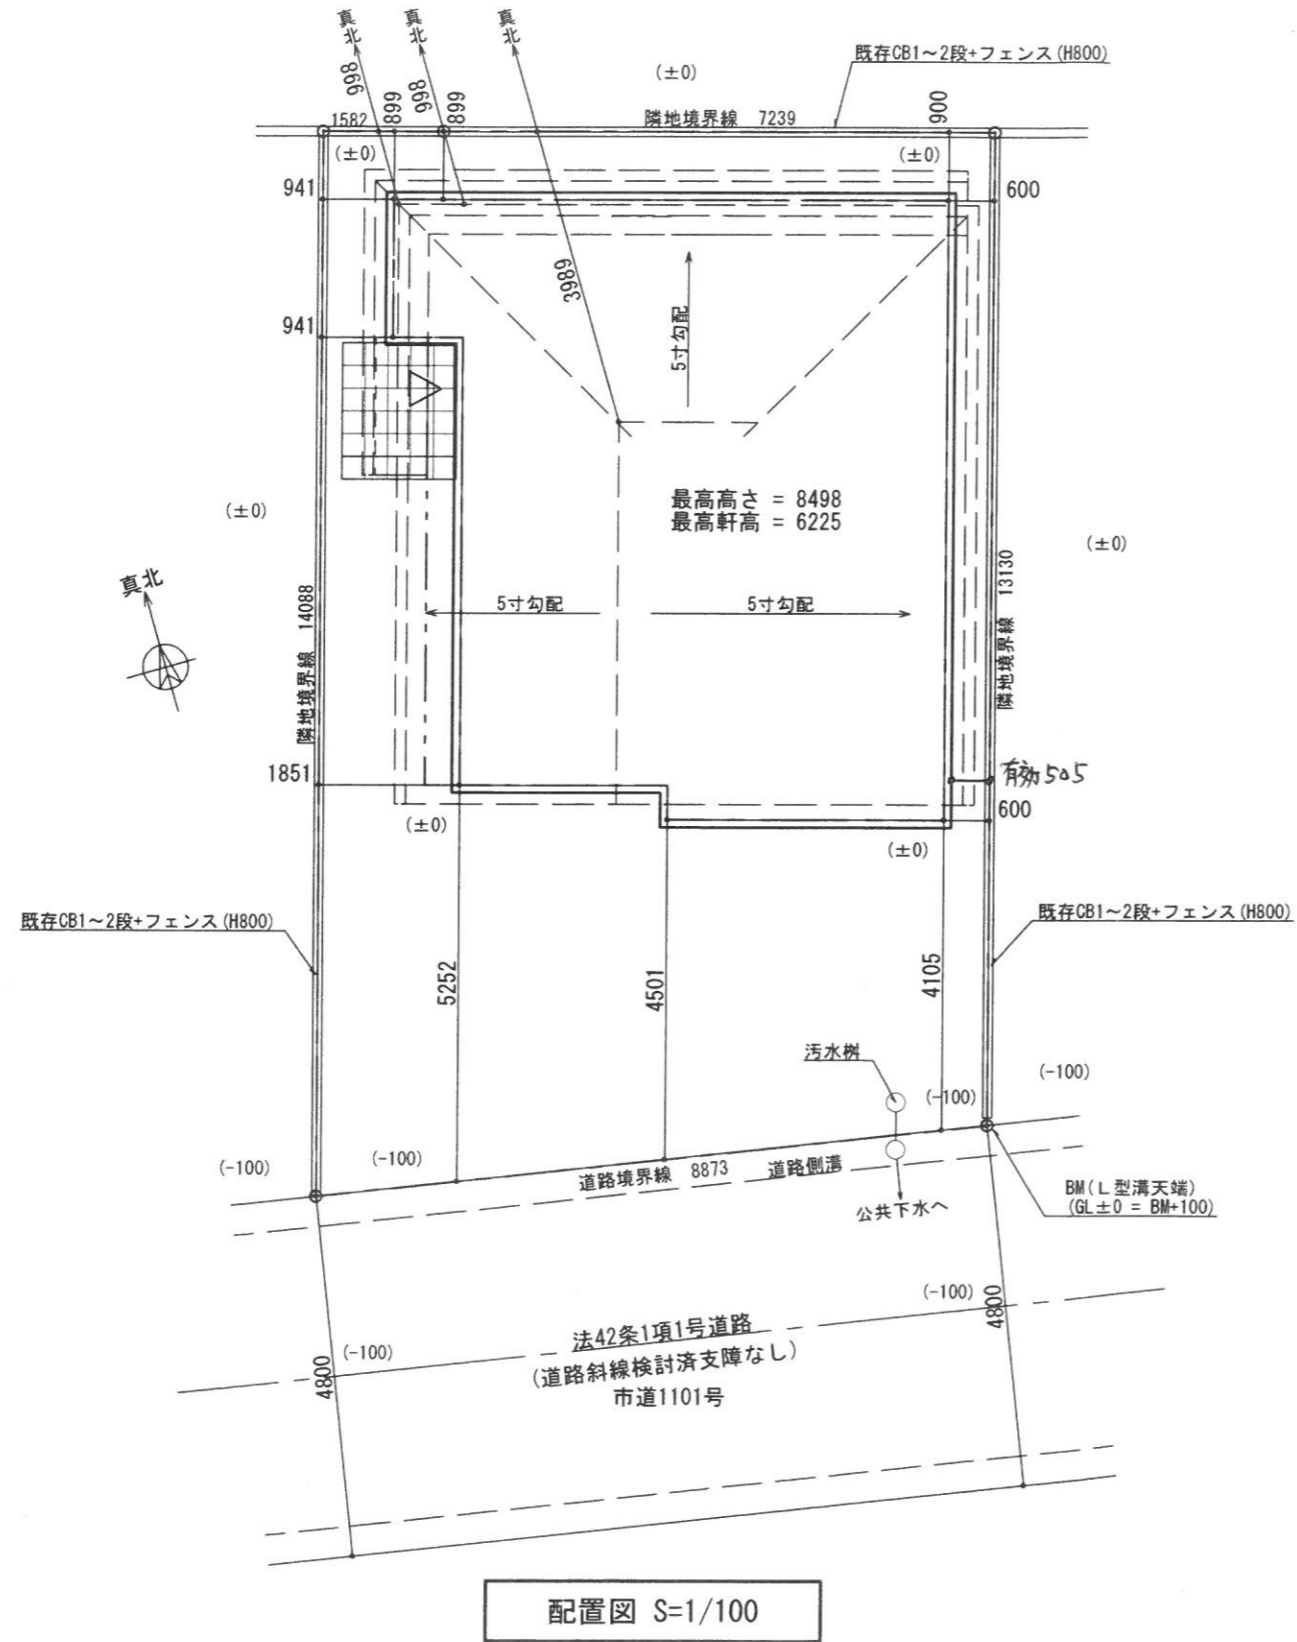 真北
真北
真北
998
899
998
899
1582
(±0)
既存CB1～2段+フェンス(H800)
隣地境界線 7239
900
(±0)
(±0)
941
600
3989
5寸勾配
941
最高高さ = 8498
最高軒高 = 6225
(±0)
(±0)
真北
隣地境界線 14088
5寸勾配
5寸勾配
隣地境界線 13130
1851
有効505
600
(±0)
(±0)
既存CB1～2段+フェンス(H800)
既存CB1～2段+フェンス(H800)
5252
4501
4105
汚水桝
(-100)
(-100)
(-100)
(-100)
道路境界線 8873
道路側溝
公共下水へ
BM(L型溝天端)
(GL±0 = BM+100)
(-100)
4800
(-100)
4800
法42条1項1号道路
(道路斜線検討済支障なし)
市道1101号
配置図 S=1/100